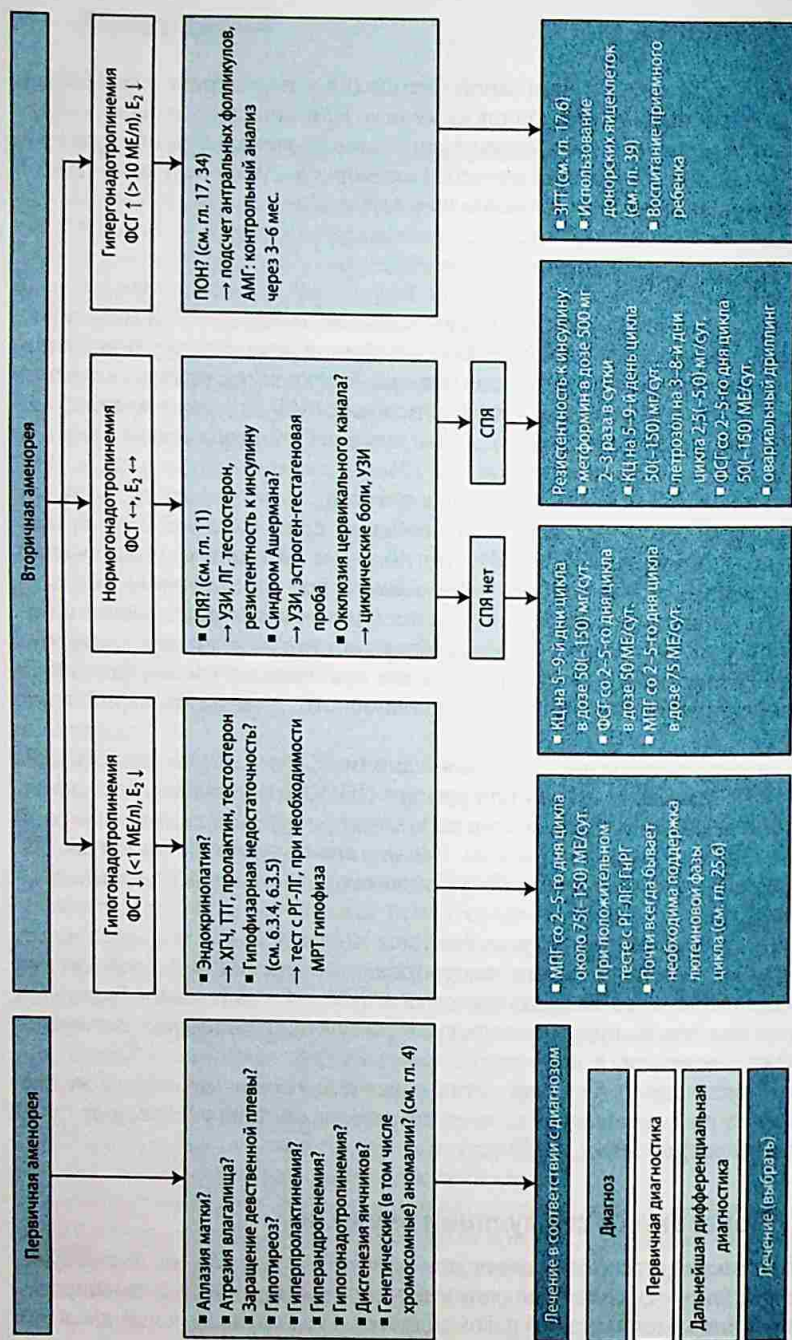 Первичная аменорея
■ Аплазия матки?
Атрезия влагалища?
■ Заращение девственной плевы?
■ Гипотиреоз?
■ Гиперпролактинемия?
■ Гиперандрогенемия?
■ Гипогонадотропинемия?
■ Дисгенезия яичников?
■ Генетические (в том числе
хромосомные) аномалии? (см. гл. 4)
Лечение в соответствии с диагнозом
Вторичная аменорея
Гипогонадотропинемия
ФСГ ↓ (<1 МЕ/л), E₂ ↓
■ Эндокринопатия?
→ ХГЧ, ТТГ, пролактин, тестостерон
■ Гипофизарная недостаточность?
(см. 6.3.4, 6.3.5)
→ тест с РГ-ЛГ, при необходимости
МРТ гипофиза
■ МПГ со 2–5-го дня цикла
около 75(–150) МЕ/сут.
■ При положительном
тесте с РГ-ЛГ: ГнРГ
■ Почти всегда бывает
необходима поддержка
лютеиновой фазы
цикла (см. гл. 25.6)
Нормогонадотропинемия
ФСГ ↔, E₂ ↔
■ СПЯ? (см. гл. 11)
→ УЗИ, ЛГ, тестостерон,
резистентность к инсулину
■ Синдром Ашермана?
→ УЗИ, эстроген-гестагеновая
проба
■ Окклюзия цервикального канала?
→ циклические боли, УЗИ
СПЯ нет
■ КЦ на 5–9-й дни цикла
в дозе 50(–150) мг/сут.
■ ФСГ со 2–5-го дня цикла
в дозе 50 МЕ/сут.
■ МПГ со 2–5-го дня цикла
в дозе 75 МЕ/сут.
СПЯ
Резистентность к инсулину:
■ метформин в дозе 500 мг
2–3 раза в сутки
■ КЦ на 5–9-й день цикла
50(–150) мг/сут.
■ летрозол на 3–8-й дни
цикла 2,5(–5,0) мг/сут.
■ ФСГ со 2–5-го дня цикла
50(–150) МЕ/сут.
■ овариальный дриллинг
Гипергонадотропинемия
ФСГ ↑ (>10 МЕ/л), E₂ ↓
ПОН? (см. гл. 17, 34)
→ подсчет антральных фолликулов,
АМГ: контрольный анализ
через 3–6 мес.
■ ЗГТ (см. гл. 17.6)
■ Использование
донорских яйцеклеток
(см. гл. 39)
■ Воспитание приемного
ребенка
Диагноз
Первичная диагностика
Дальнейшая дифференциальная
диагностика
Лечение (выбрать)